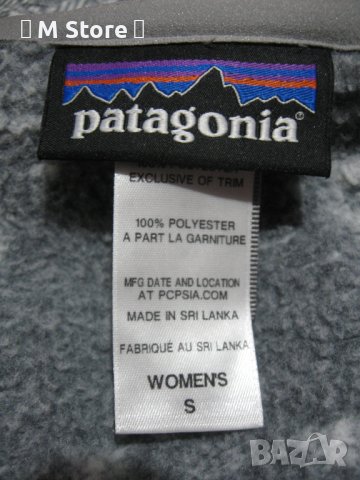 M Store
patagonia®
EXCLUSIVE OF TRIM
100% POLYESTER
A PART LA GARNITURE
MFG DATE AND LOCATION
AT PCPSIA.COM
MADE IN SRI LANKA
FABRIQUÉ AU SRI LANKA
WOMEN'S
S
BAZAR